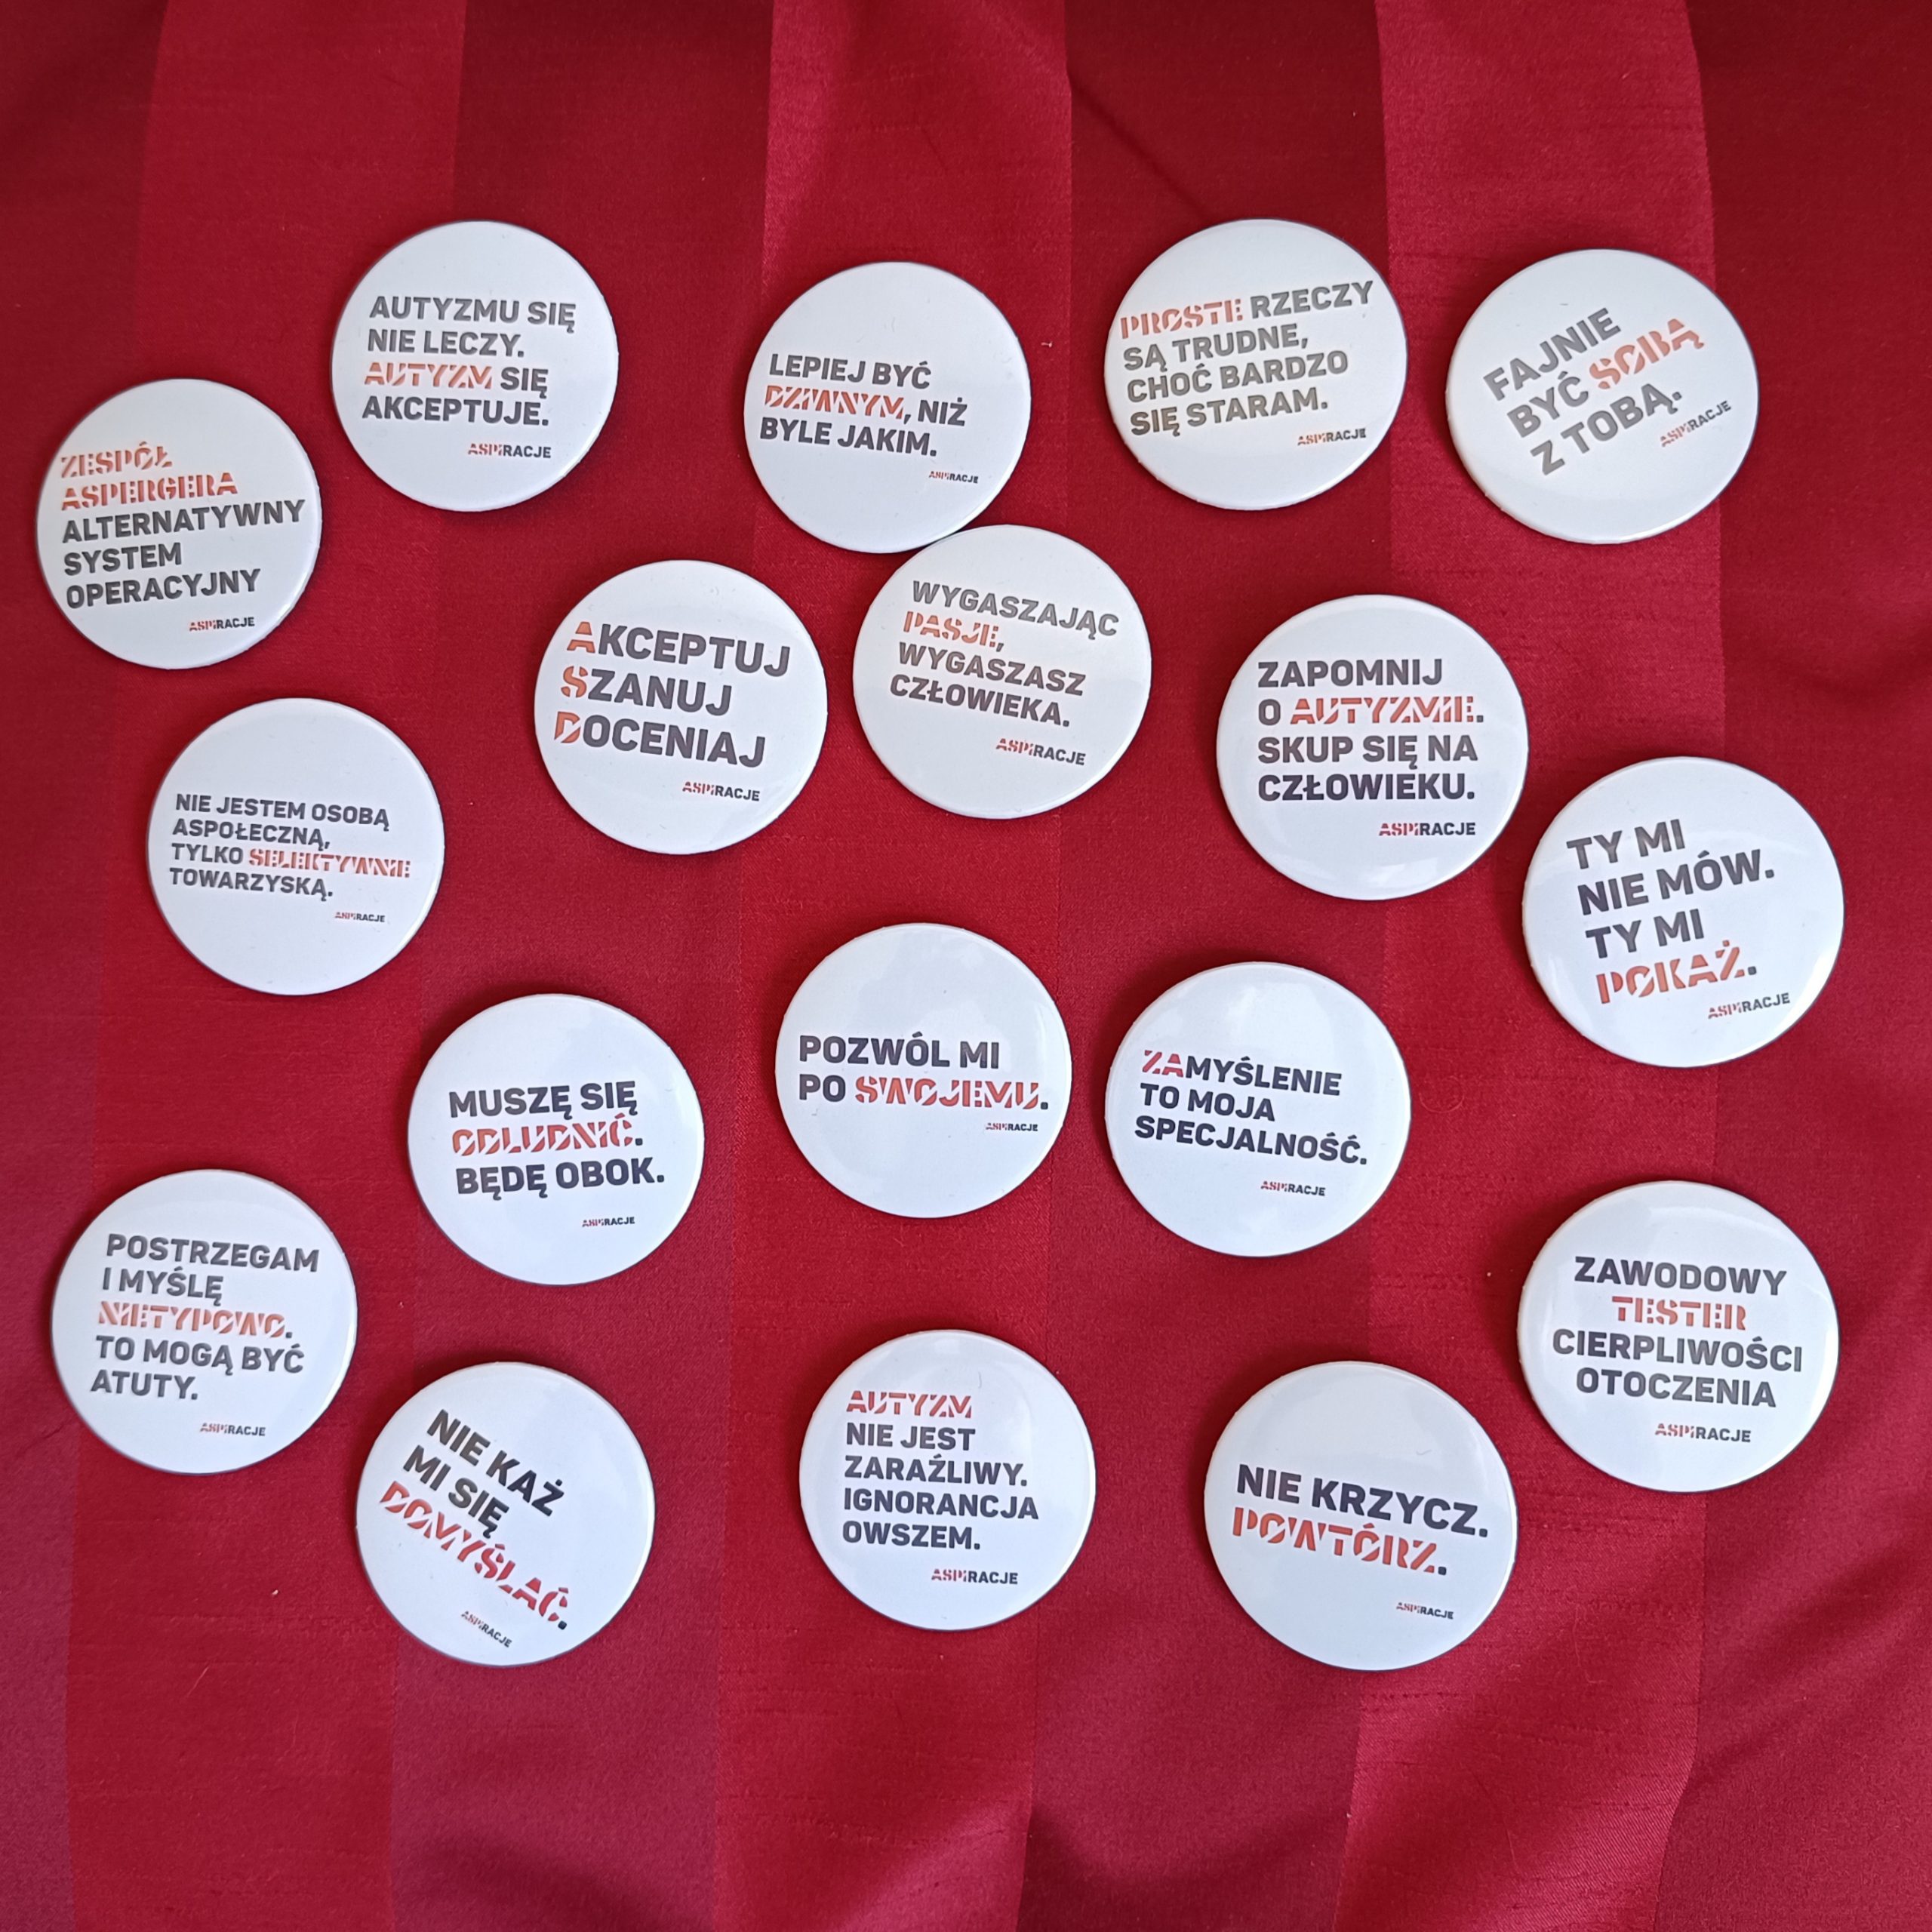 AUTYZMU SIĘ
NIE LECZY.
AUTYZM SIĘ
AKCEPTUJE.
ASPIRACJE
LEPIEJ BYĆ
DZIWNYM, NIŻ
BYLE JAKIM.
ASPIRACJE
PROSTE RZECZY
SĄ TRUDNE,
CHOĆ BARDZO
SIĘ STARAM.
ASPIRACJE
FAJNIE
BYĆ SOBĄ
Z TOBĄ.
ASPIRACJE
ZESPÓŁ
ASPERGERA
ALTERNATYWNY
SYSTEM
OPERACYJNY
ASPIRACJE
AKCEPTUJ
SZANUJ
DOCENIAJ
ASPIRACJE
WYGASZAJĄC
PASJE,
WYGASZASZ
CZŁOWIEKA.
ASPIRACJE
ZAPOMNIJ
O AUTYZMIE.
SKUP SIĘ NA
CZŁOWIEKU.
ASPIRACJE
NIE JESTEM OSOBĄ
ASPOŁECZNĄ,
TYLKO SELEKTYWNIE
TOWARZYSKĄ.
ASPIRACJE
TY MI
NIE MÓW.
TY MI
POKAŻ.
ASPIRACJE
MUSZĘ SIĘ
ODLUDNIĆ.
BĘDĘ OBOK.
ASPIRACJE
POZWÓL MI
PO SWOJEMU.
ASPIRACJE
ZAMYŚLENIE
TO MOJA
SPECJALNOŚĆ.
ASPIRACJE
POSTRZEGAM
I MYŚLĘ
NIETYPOWO.
TO MOGĄ BYĆ
ATUTY.
ASPIRACJE
ZAWODOWY
TESTER
CIERPLIWOŚCI
OTOCZENIA
ASPIRACJE
NIE KAŻ
MI SIĘ
DOMYŚLAĆ.
ASPIRACJE
AUTYZM
NIE JEST
ZARAŹLIWY.
IGNORANCJA
OWSZEM.
ASPIRACJE
NIE KRZYCZ.
POWTÓRZ.
ASPIRACJE